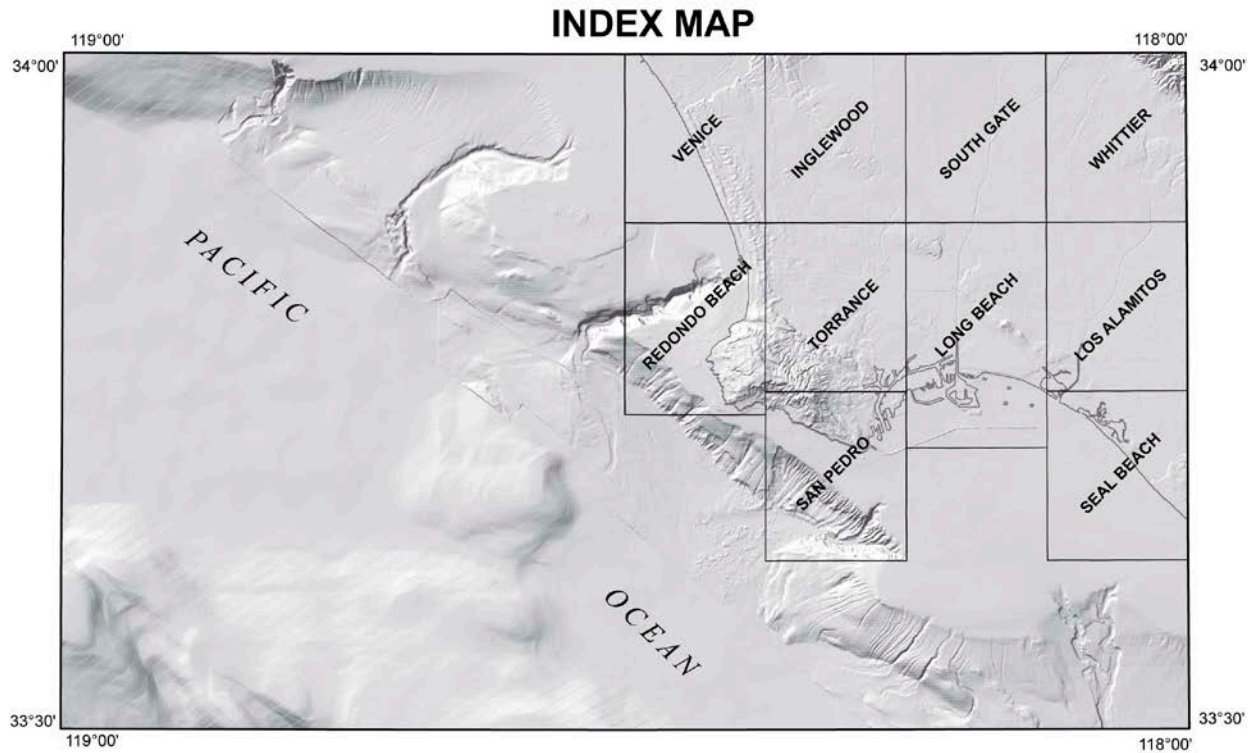 INDEX MAP
119°00'
118°00'
34°00'
34°00'
VENICE
INGLEWOOD
SOUTH GATE
WHITTIER
PACIFIC
REDONDO BEACH
TORRANCE
LONG BEACH
LOS ALAMITOS
SAN PEDRO
SEAL BEACH
OCEAN
33°30'
33°30'
119°00'
118°00'